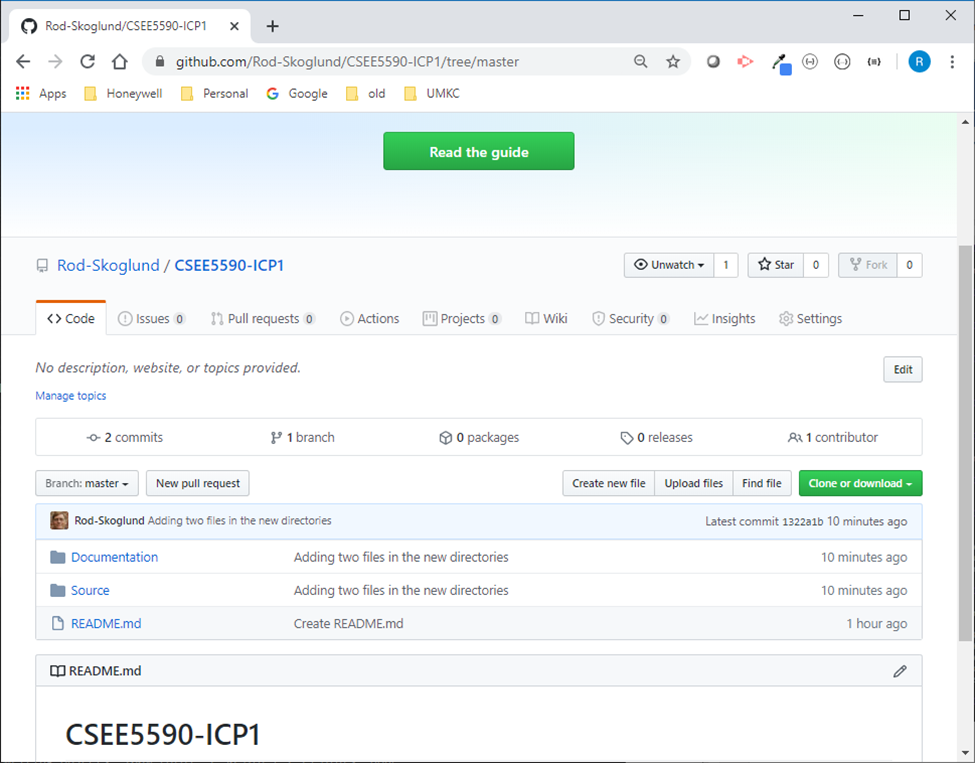 Rod-Skoglund/CSEE5590-ICP1
github.com/Rod-Skoglund/CSEE5590-ICP1/tree/master
R
Apps Honeywell Personal Google old UMKC
Read the guide
Rod-Skoglund / CSEE5590-ICP1 Unwatch 1 Star 0 Fork 0
Code Issues 0 Pull requests 0 Actions Projects 0 Wiki Security 0 Insights Settings
No description, website, or topics provided. Edit
Manage topics
2 commits 1 branch 0 packages 0 releases 1 contributor
Branch: master New pull request Create new file Upload files Find file Clone or download
Rod-Skoglund Adding two files in the new directories Latest commit 1322a1b 10 minutes ago
Documentation Adding two files in the new directories 10 minutes ago
Source Adding two files in the new directories 10 minutes ago
README.md Create README.md 1 hour ago
README.md
CSEE5590-ICP1